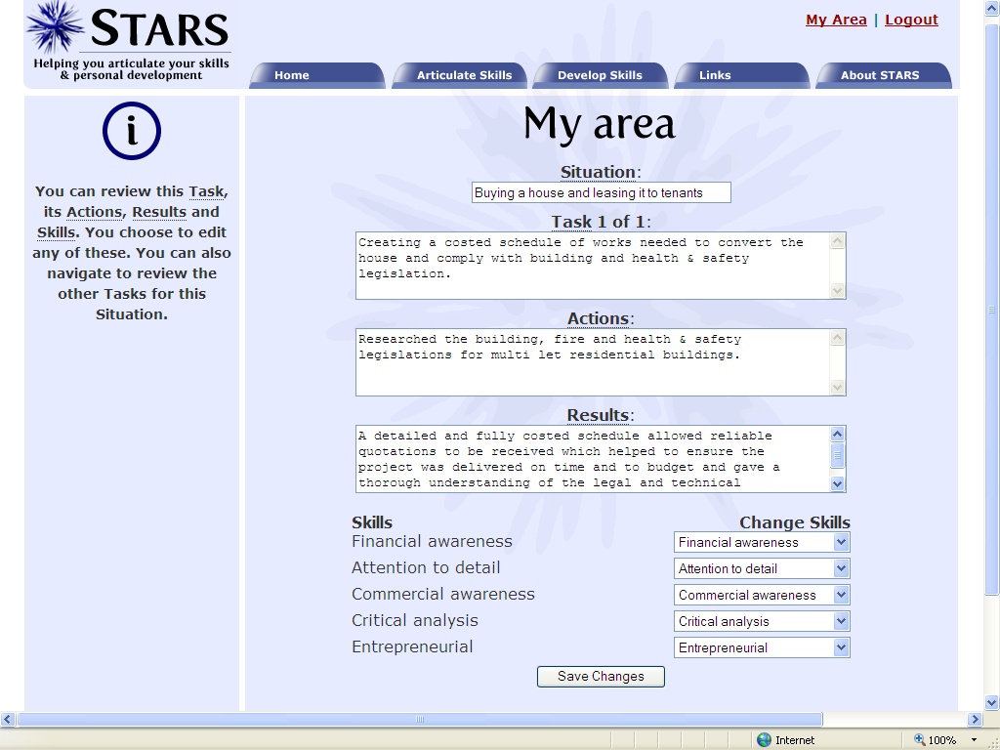 STARS
Helping you articulate your skills
& personal development
My Area | Logout
Home
Articulate Skills
Develop Skills
Links
About STARS
i
You can review this Task,
its Actions, Results and
Skills. You choose to edit
any of these. You can also
navigate to review the
other Tasks for this
Situation.
My area
Situation:
Buying a house and leasing it to tenants
Task 1 of 1:
Creating a costed schedule of works needed to convert the
house and comply with building and health & safety
legislation.
Actions:
Researched the building, fire and health & safety
legislations for multi let residential buildings.
Results:
A detailed and fully costed schedule allowed reliable
quotations to be received which helped to ensure the
project was delivered on time and to budget and gave a
thorough understanding of the legal and technical
Skills Change Skills
Financial awareness Financial awareness
Attention to detail Attention to detail
Commercial awareness Commercial awareness
Critical analysis Critical analysis
Entrepreneurial Entrepreneurial
Save Changes
Internet
100%